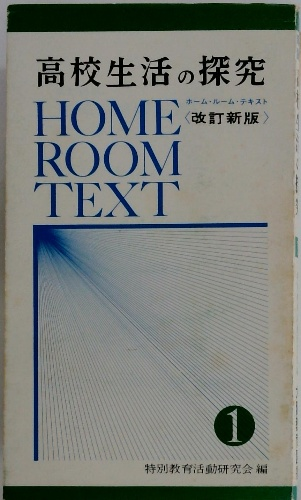 高校生活の探究
ホーム・ルーム・テキスト
HOME
〈改訂新版〉
ROOM
TEXT
1
特別教育活動研究会 編